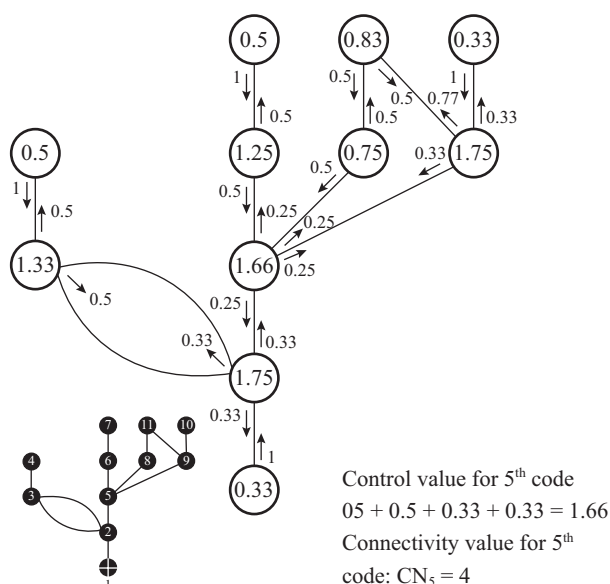 0.5 0.83 0.33
1 0.5 1
0.5 0.5 0.5 0.77 0.33
0.5 1.25 0.75 1.75
1 0.5 0.5 0.5 0.33
0.25 0.25
1.33 1.66 0.25
0.5 0.25
0.33 0.33
1.75
0.33
7 11 10
1
4 6 8 9
0.33
3 5
2
1
Control value for 5th code
05 + 0.5 + 0.33 + 0.33 = 1.66
Connectivity value for 5th
code: CN₅ = 4